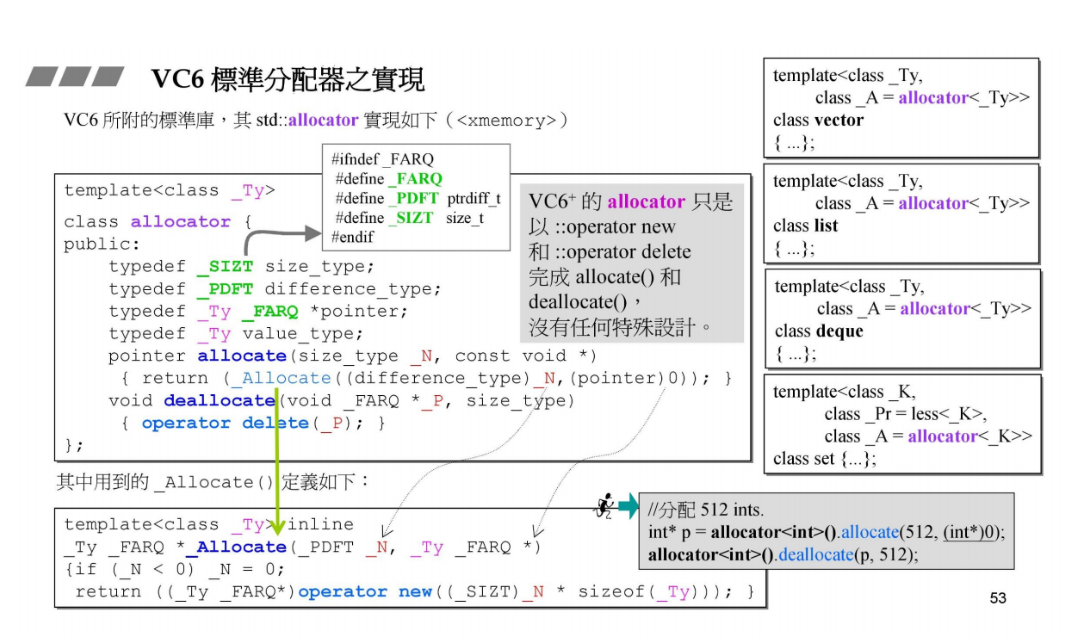 VC6 標準分配器之實現
VC6 所附的標準庫，其 std::allocator 實現如下（<xmemory>）
#ifndef _FARQ
#define _FARQ
#define _PDFT ptrdiff_t
#define _SIZT size_t
#endif
template<class _Ty>
class allocator {
public:
typedef _SIZT size_type;
typedef _PDFT difference_type;
typedef _Ty _FARQ *pointer;
typedef _Ty value_type;
pointer allocate(size_type _N, const void *)
{ return (_Allocate((difference_type)_N,(pointer)0)); }
void deallocate(void _FARQ *_P, size_type)
{ operator delete(_P); }
};
VC6+ 的 allocator 只是
以 ::operator new
和 ::operator delete
完成 allocate() 和
deallocate()，
沒有任何特殊設計。
其中用到的 _Allocate() 定義如下：
template<class _Ty> inline
_Ty _FARQ *_Allocate(_PDFT _N, _Ty _FARQ *)
{if (_N < 0) _N = 0;
return ((_Ty _FARQ*)operator new((_SIZT)_N * sizeof(_Ty))); }
template<class _Ty,
class _A = allocator<_Ty>>
class vector
{ ...};
template<class _Ty,
class _A = allocator<_Ty>>
class list
{ ...};
template<class _Ty,
class _A = allocator<_Ty>>
class deque
{ ...};
template<class _K,
class _Pr = less<_K>,
class _A = allocator<_K>>
class set {...};
//分配 512 ints.
int* p = allocator<int>().allocate(512, (int*)0);
allocator<int>().deallocate(p, 512);
53